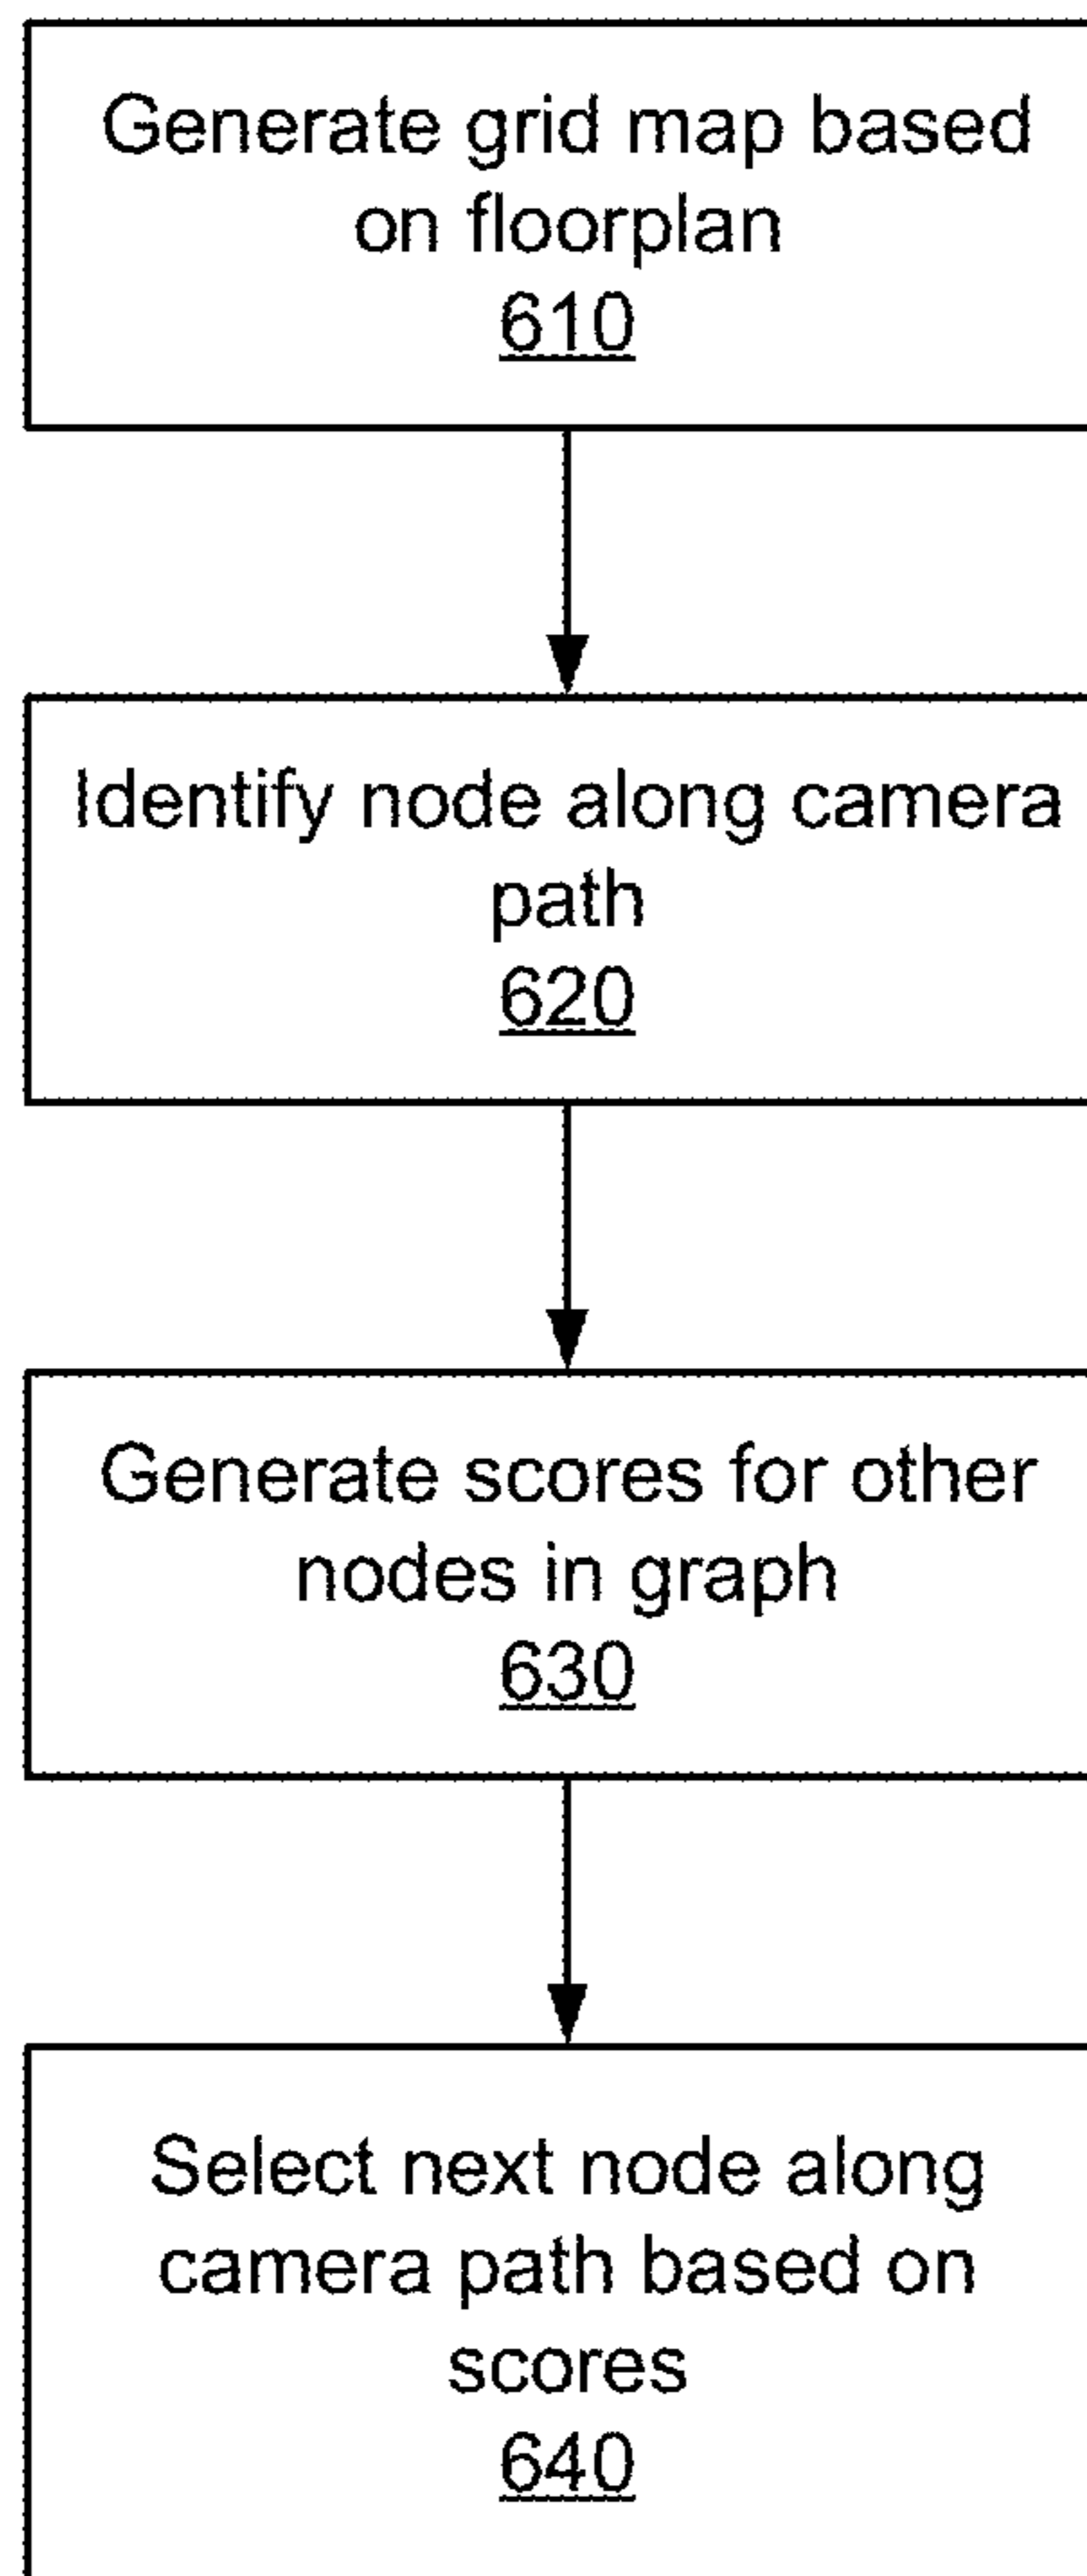 Generate grid map based
on floorplan
610
Identify node along camera
path
620
Generate scores for other
nodes in graph
630
Select next node along
camera path based on
scores
640